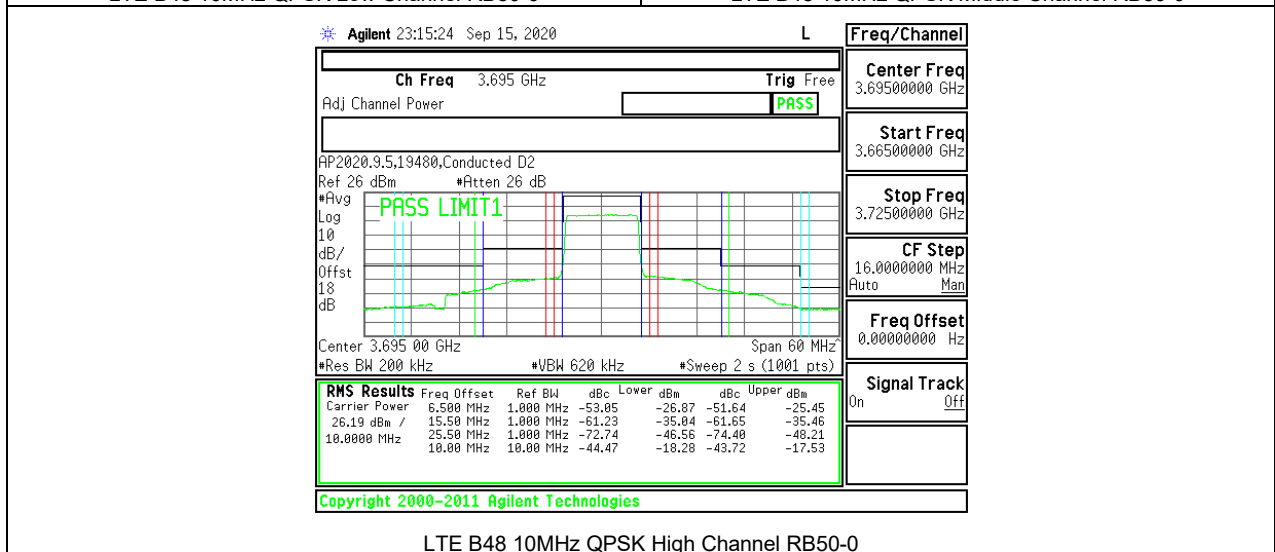 Agilent 23:15:24 Sep 15, 2020 L
Freq/Channel
Ch Freq 3.695 GHz Trig Free
Adj Channel Power PASS
AP2020.9.5,19480,Conducted D2
Ref 26 dBm #Atten 26 dB
#Avg
Log
10
dB/
Offst
18
dB
PASS LIMIT1
Center 3.695 00 GHz Span 60 MHz^
#Res BW 200 kHz #VBW 620 kHz #Sweep 2 s (1001 pts)
RMS Results Freq Offset Ref BW dBc Lower dBm dBc Upper dBm
Carrier Power 6.500 MHz 1.000 MHz -53.05 -26.87 -51.64 -25.45
26.19 dBm / 15.50 MHz 1.000 MHz -61.23 -35.04 -61.65 -35.46
10.0000 MHz 25.50 MHz 1.000 MHz -72.74 -46.56 -74.40 -48.21
10.00 MHz 10.00 MHz -44.47 -18.28 -43.72 -17.53
Copyright 2000-2011 Agilent Technologies
Center Freq
3.69500000 GHz
Start Freq
3.66500000 GHz
Stop Freq
3.72500000 GHz
CF Step
16.0000000 MHz
Auto Man
Freq Offset
0.00000000 Hz
Signal Track
On Off
LTE B48 10MHz QPSK High Channel RB50-0